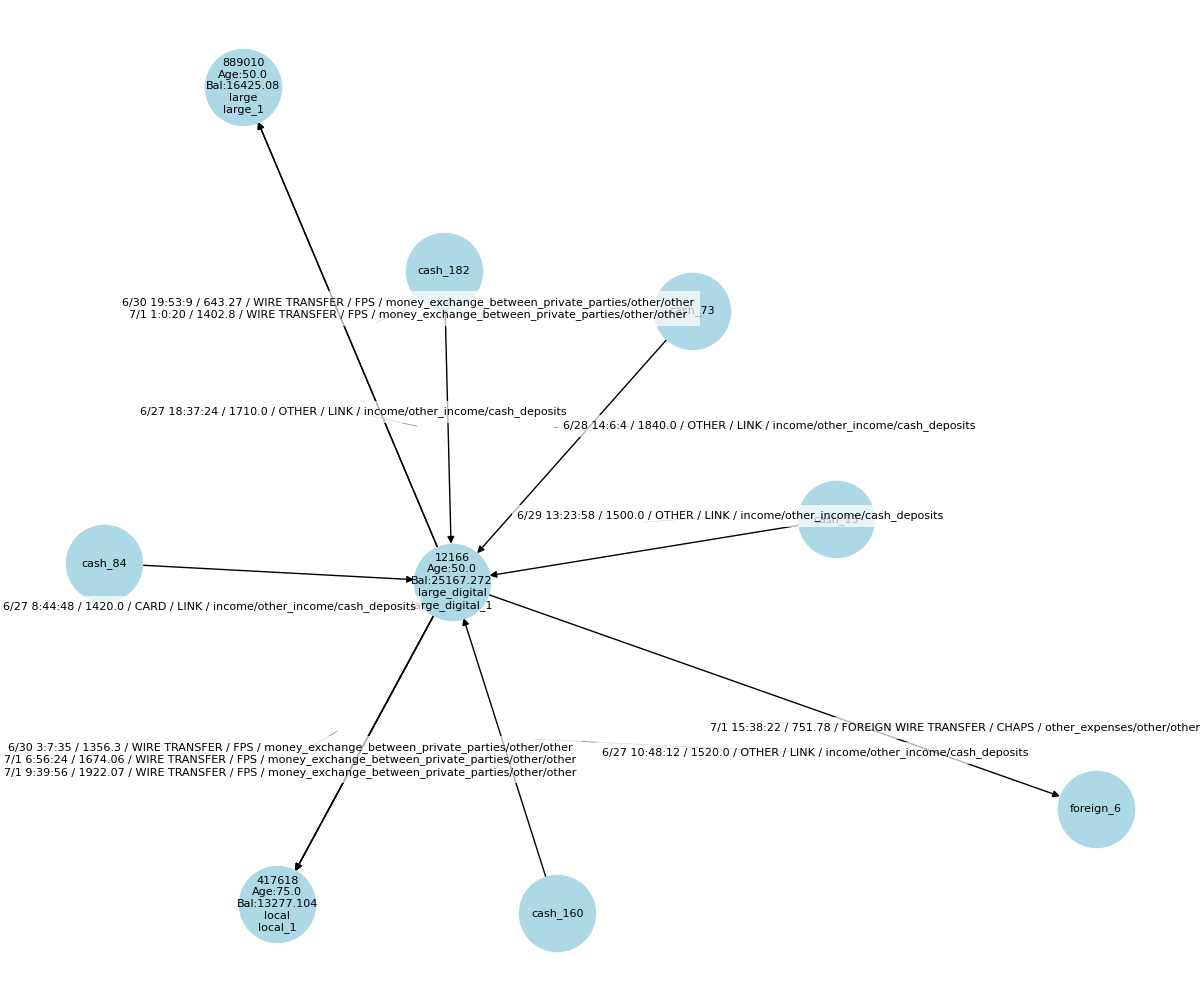 889010
Age:50.0
Bal:16425.08
large
large_1
cash_182
6/30 19:53:9 / 643.27 / WIRE TRANSFER / FPS / money_exchange_between_private_parties/other/other
7/1 1:0:20 / 1402.8 / WIRE TRANSFER / FPS / money_exchange_between_private_parties/other/other
cash_73
6/27 18:37:24 / 1710.0 / OTHER / LINK / income/other_income/cash_deposits
6/28 14:6:4 / 1840.0 / OTHER / LINK / income/other_income/cash_deposits
6/29 13:23:58 / 1500.0 / OTHER / LINK / income/other_income/cash_deposits
cash_84
12166
Age:50.0
Bal:25167.272
large_digital
large_digital_1
6/27 8:44:48 / 1420.0 / CARD / LINK / income/other_income/cash_deposits
7/1 15:38:22 / 751.78 / FOREIGN WIRE TRANSFER / CHAPS / other_expenses/other/other
6/30 3:7:35 / 1356.3 / WIRE TRANSFER / FPS / money_exchange_between_private_parties/other/other
7/1 6:56:24 / 1674.06 / WIRE TRANSFER / FPS / money_exchange_between_private_parties/other/other
7/1 9:39:56 / 1922.07 / WIRE TRANSFER / FPS / money_exchange_between_private_parties/other/other
6/27 10:48:12 / 1520.0 / OTHER / LINK / income/other_income/cash_deposits
foreign_6
417618
Age:75.0
Bal:13277.104
local
local_1
cash_160